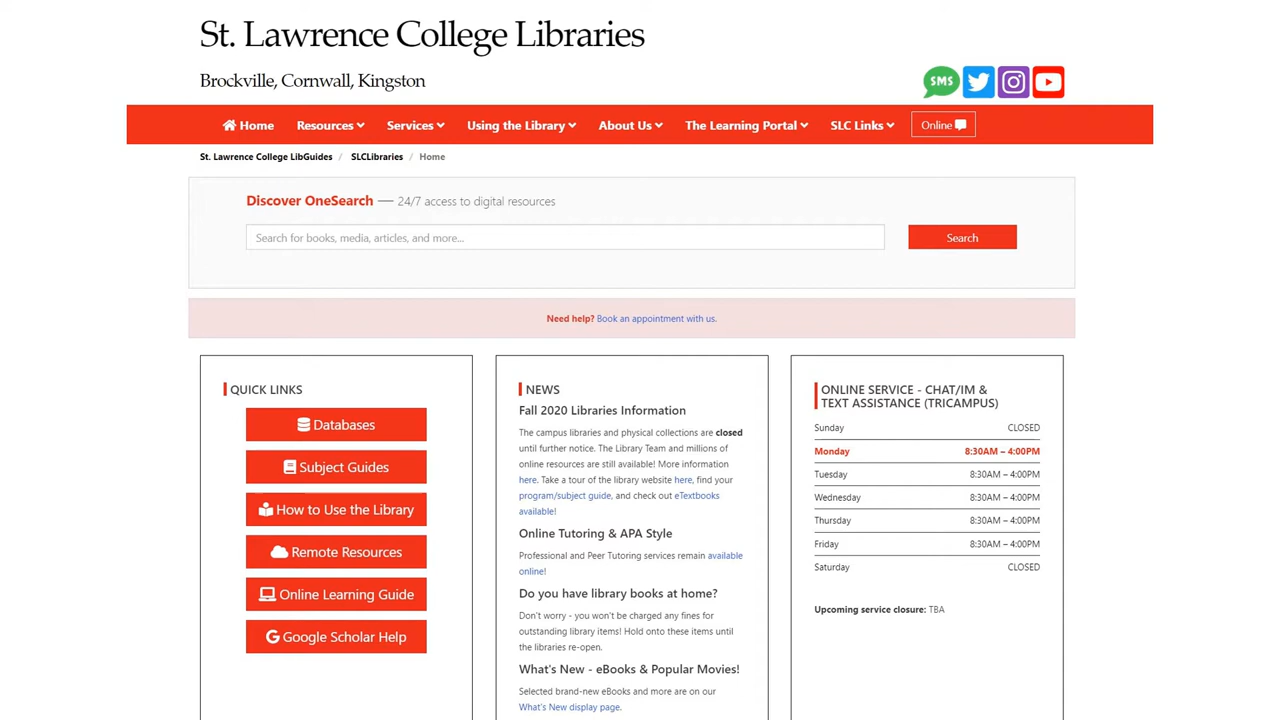 St. Lawrence College Libraries
Brockville, Cornwall, Kingston
SMS
Home Resources Services Using the Library About Us The Learning Portal SLC Links Online
St. Lawrence College LibGuides / SLCLibraries / Home
Discover OneSearch — 24/7 access to digital resources
Search for books, media, articles, and more... Search
Need help? Book an appointment with us.
QUICK LINKS
Databases
Subject Guides
How to Use the Library
Remote Resources
Online Learning Guide
Google Scholar Help
NEWS
Fall 2020 Libraries Information
The campus libraries and physical collections are closed
until further notice. The Library Team and millions of
online resources are still available! More information
here. Take a tour of the library website here, find your
program/subject guide, and check out eTextbooks
available!
Online Tutoring & APA Style
Professional and Peer Tutoring services remain available
online!
Do you have library books at home?
Don't worry - you won't be charged any fines for
outstanding library items! Hold onto these items until
the libraries re-open.
What's New - eBooks & Popular Movies!
Selected brand-new eBooks and more are on our
What's New display page.
ONLINE SERVICE - CHAT/IM &
TEXT ASSISTANCE (TRICAMPUS)
Sunday CLOSED
Monday 8:30AM – 4:00PM
Tuesday 8:30AM – 4:00PM
Wednesday 8:30AM – 4:00PM
Thursday 8:30AM – 4:00PM
Friday 8:30AM – 4:00PM
Saturday CLOSED
Upcoming service closure: TBA